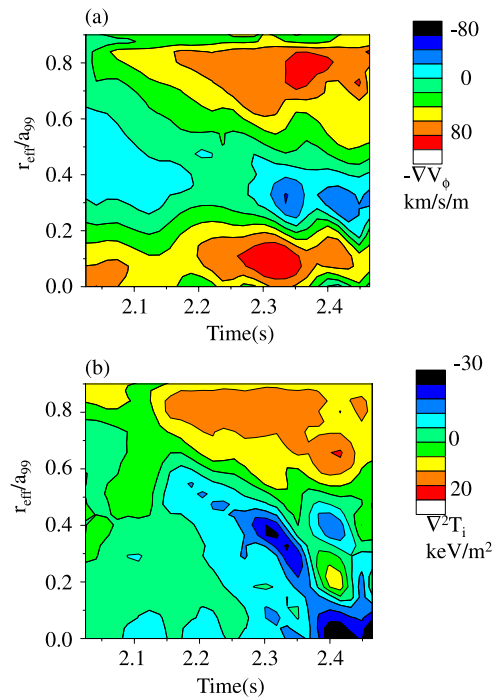 (a)
0.8
0.6
0.4
0.2
0.0
r_eff/a_99
2.1 2.2 2.3 2.4
Time(s)
-80
0
80
-∇V_ϕ
km/s/m
(b)
0.8
0.6
0.4
0.2
0.0
r_eff/a_99
2.1 2.2 2.3 2.4
Time(s)
-30
0
20
∇²T_i
keV/m²